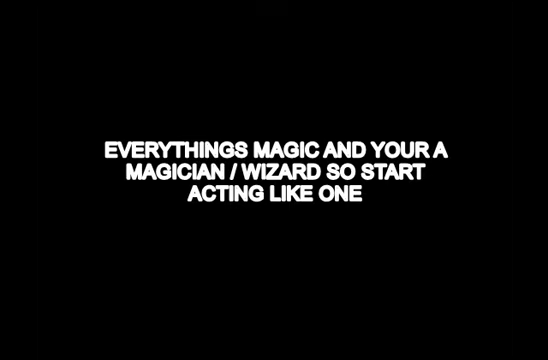 EVERYTHINGS MAGIC AND YOUR A
MAGICIAN / WIZARD SO START
ACTING LIKE ONE